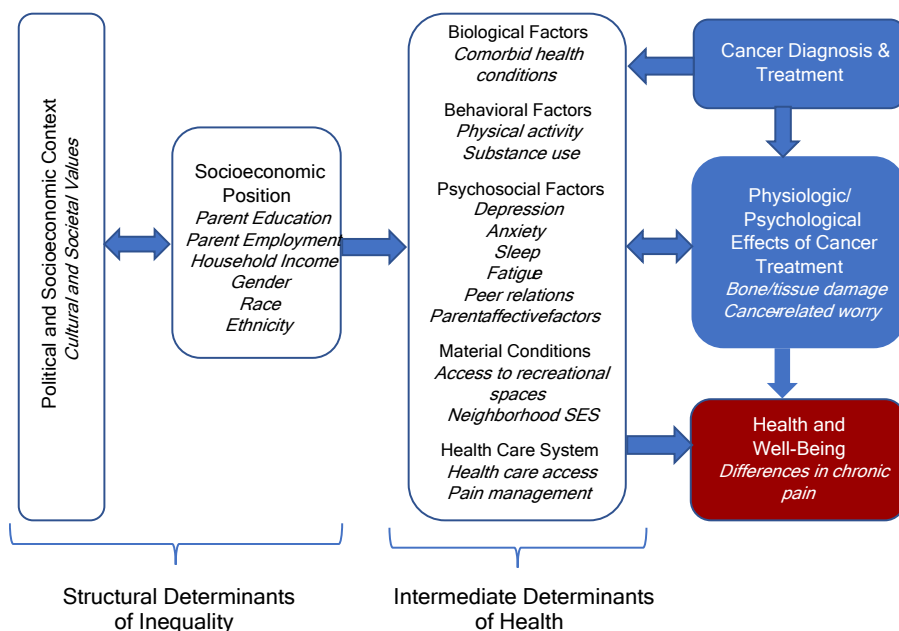 Political and Socioeconomic Context
Cultural and Societal Values
Socioeconomic
Position
Parent Education
Parent Employment
Household Income
Gender
Race
Ethnicity
Biological Factors
Comorbid health
conditions
Behavioral Factors
Physical activity
Substance use
Psychosocial Factors
Depression
Anxiety
Sleep
Fatigue
Peer relations
Parentaffectivefactors
Material Conditions
Access to recreational
spaces
Neighborhood SES
Health Care System
Health care access
Pain management
Cancer Diagnosis &
Treatment
Physiologic/
Psychological
Effects of Cancer
Treatment
Bone/tissue damage
Cancer-related worry
Health and
Well-Being
Differences in chronic
pain
Structural Determinants
of Inequality
Intermediate Determinants
of Health